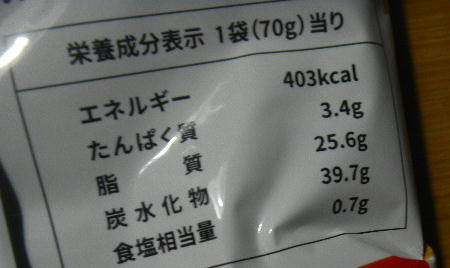 栄養成分表示 1袋(70g)当り
エネルギー 403kcal
たんぱく質 3.4g
脂質 25.6g
炭水化物 39.7g
食塩相当量 0.7g